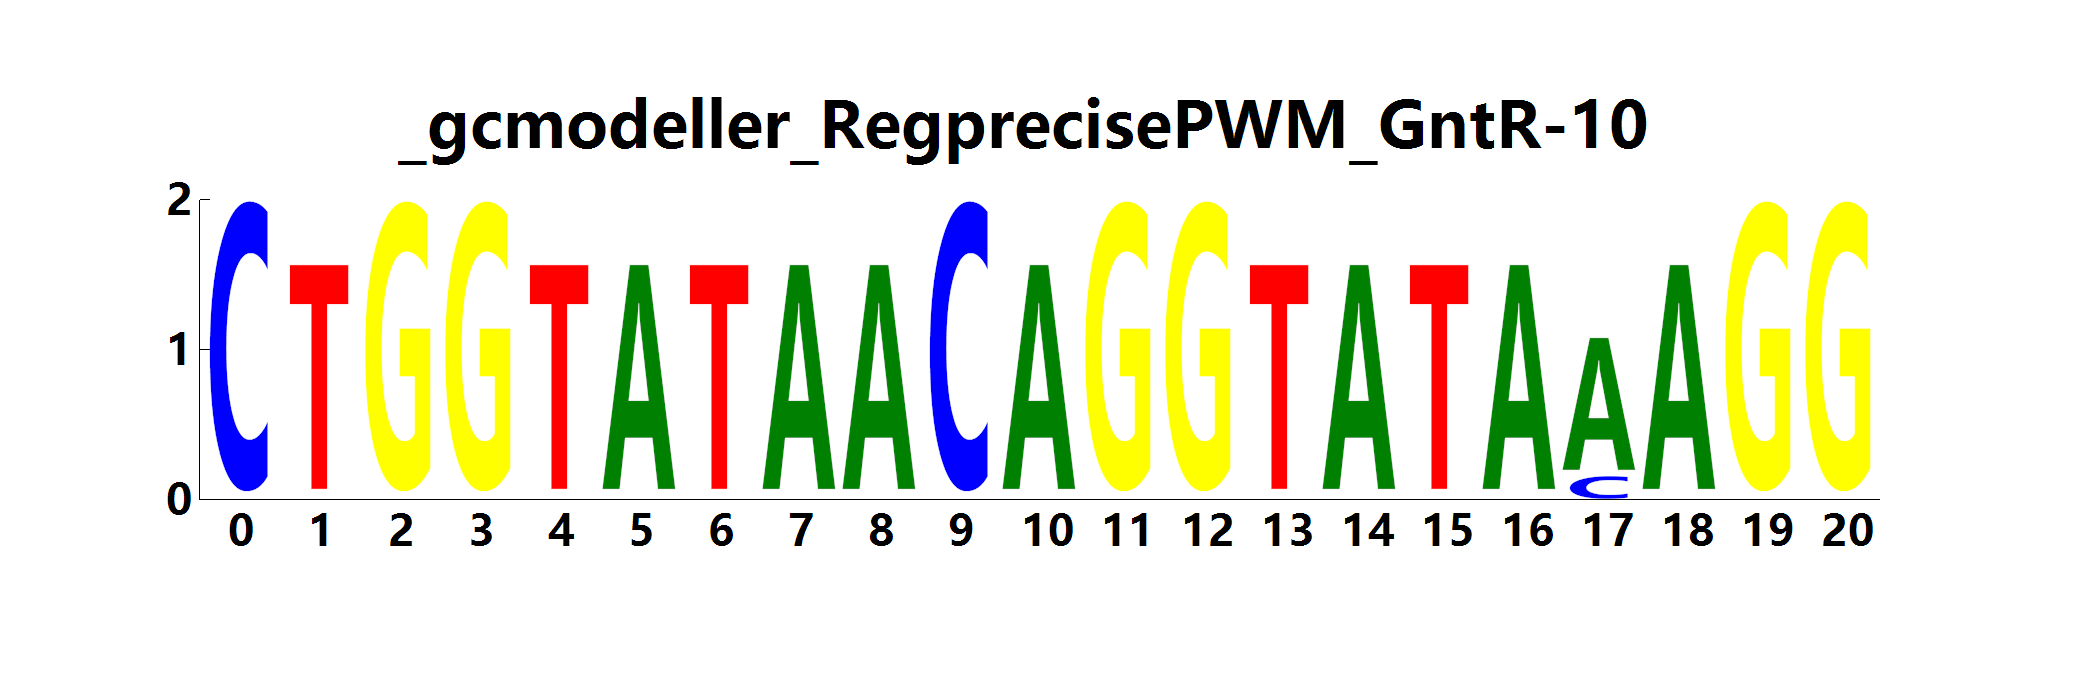 _gcmodeller_RegprecisePWM_GntR-10
2
1
0
CTGGTATAACAGGTATAAAGG
C
0 1 2 3 4 5 6 7 8 9 10 11 12 13 14 15 16 17 18 19 20